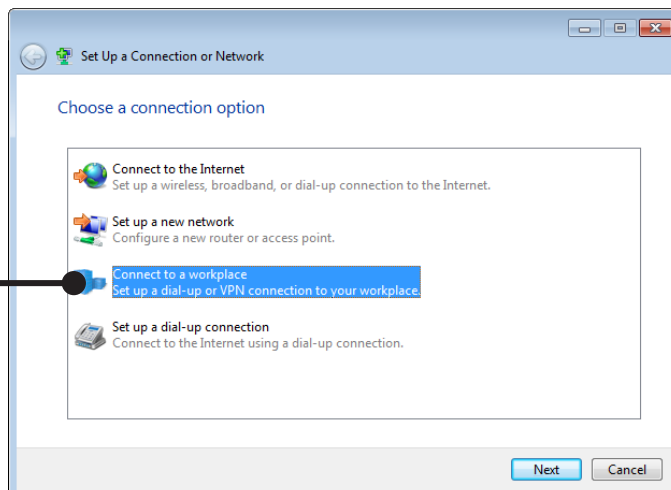 Set Up a Connection or Network
Choose a connection option
Connect to the Internet
Set up a wireless, broadband, or dial-up connection to the Internet.
Set up a new network
Configure a new router or access point.
Connect to a workplace
Set up a dial-up or VPN connection to your workplace.
Set up a dial-up connection
Connect to the Internet using a dial-up connection.
Next Cancel